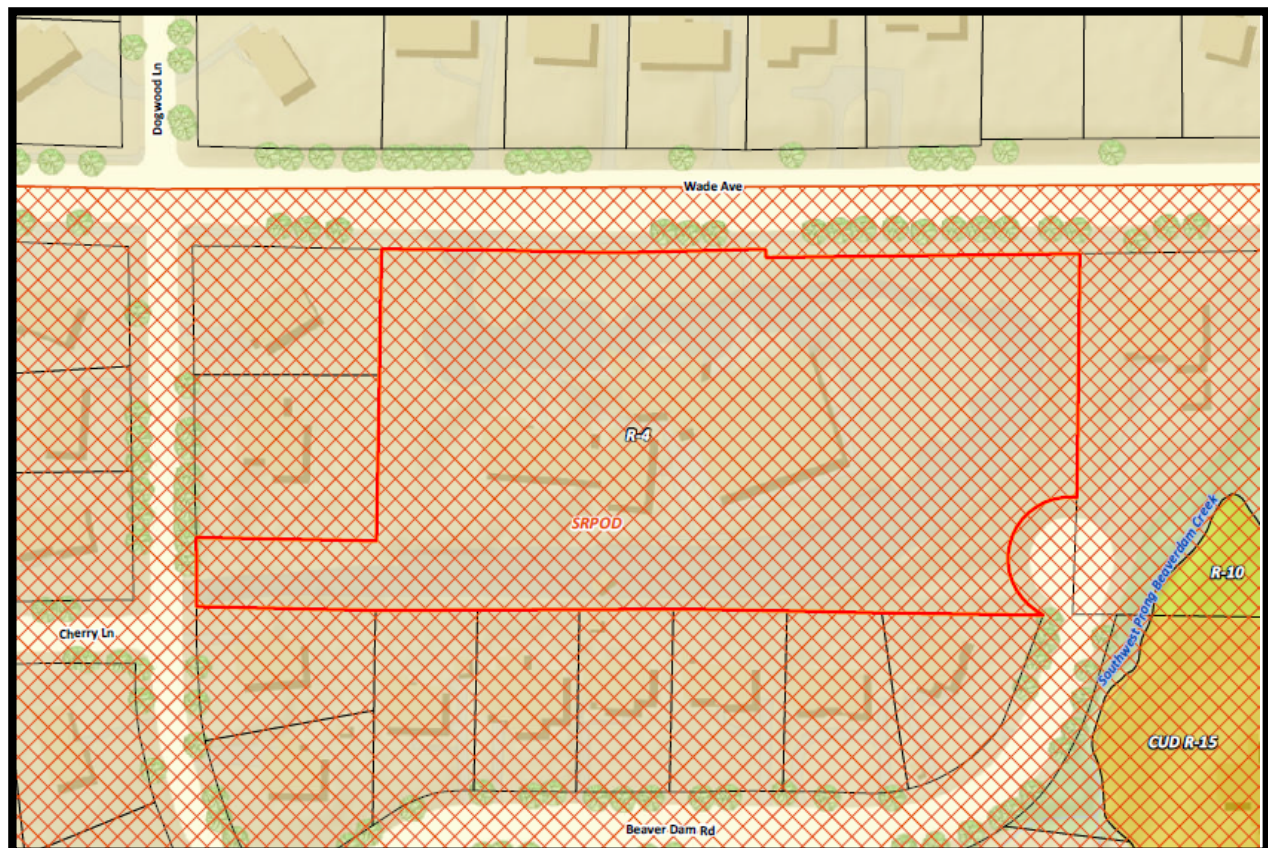 Dogwood Ln
Wade Ave
R-4
SRPOD
Southwest Prong Beaverdam Creek
R-10
Cherry Ln
CUD R-15
Beaver Dam Rd